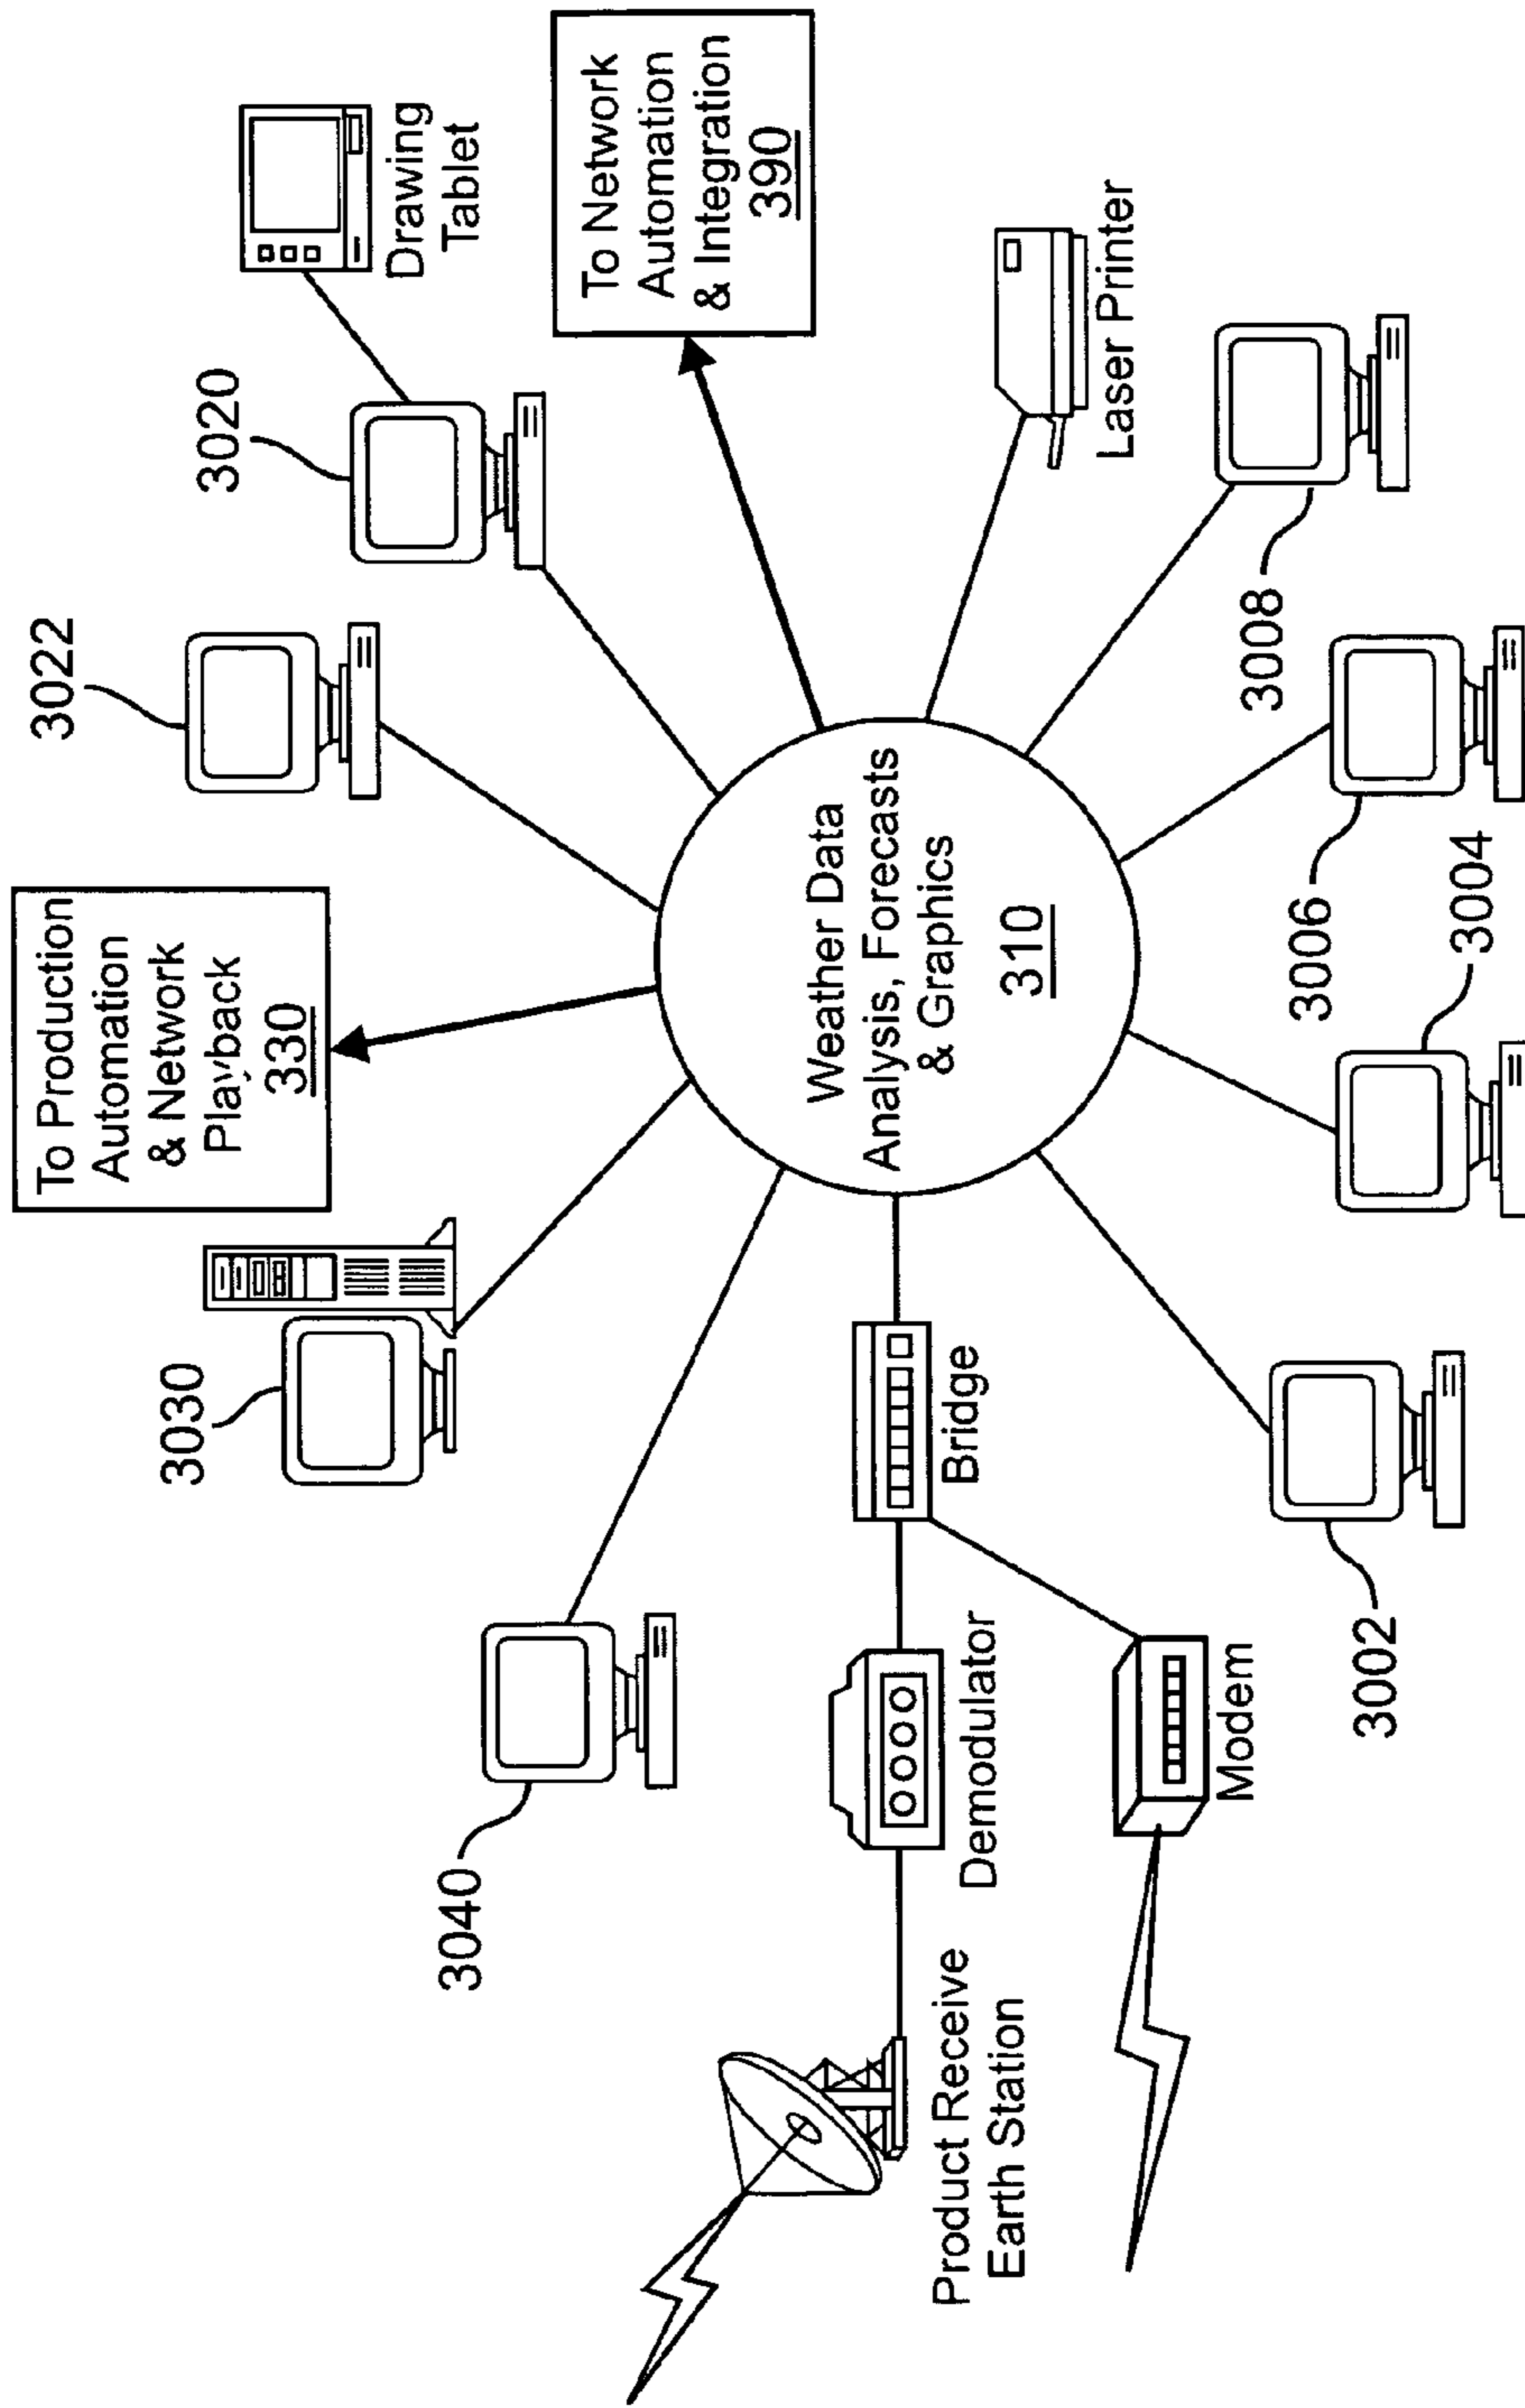 To Production
Automation
& Network
Playback
330
3022
3020
Drawing
Tablet
3030
3040
To Network
Automation
& Integration
390
Weather Data
Analysis, Forecasts
& Graphics
310
Bridge
Demodulator
Product Receive
Earth Station
Modem
Laser Printer
3002
3004
3006
3008